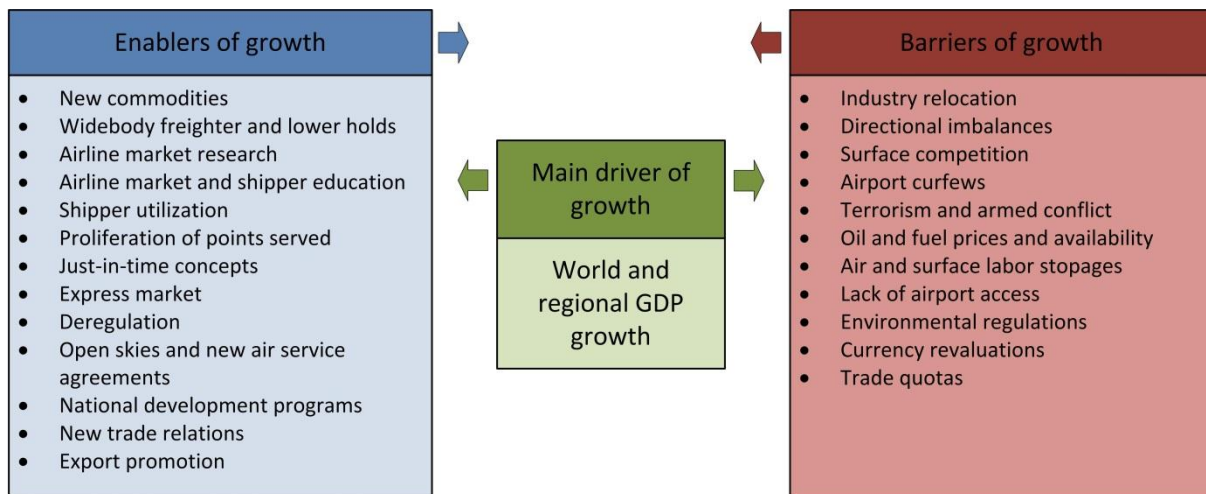 Enablers of growth
• New commodities
• Widebody freighter and lower holds
• Airline market research
• Airline market and shipper education
• Shipper utilization
• Proliferation of points served
• Just-in-time concepts
• Express market
• Deregulation
• Open skies and new air service
agreements
• National development programs
• New trade relations
• Export promotion
Main driver of
growth
World and
regional GDP
growth
Barriers of growth
• Industry relocation
• Directional imbalances
• Surface competition
• Airport curfews
• Terrorism and armed conflict
• Oil and fuel prices and availability
• Air and surface labor stopages
• Lack of airport access
• Environmental regulations
• Currency revaluations
• Trade quotas